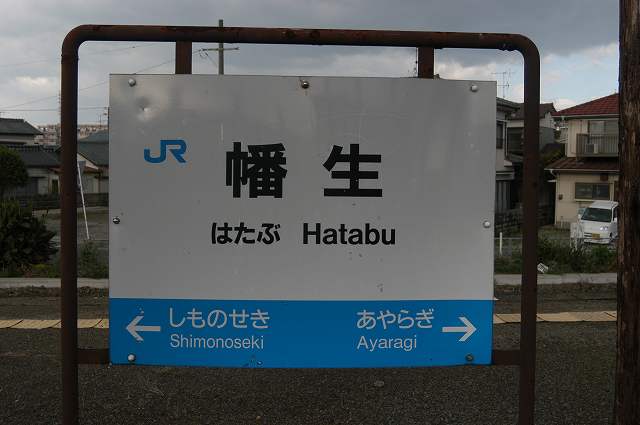 JR 幡生
はたぶ Hatabu
← しものせき あやらぎ →
Shimonoseki Ayaragi